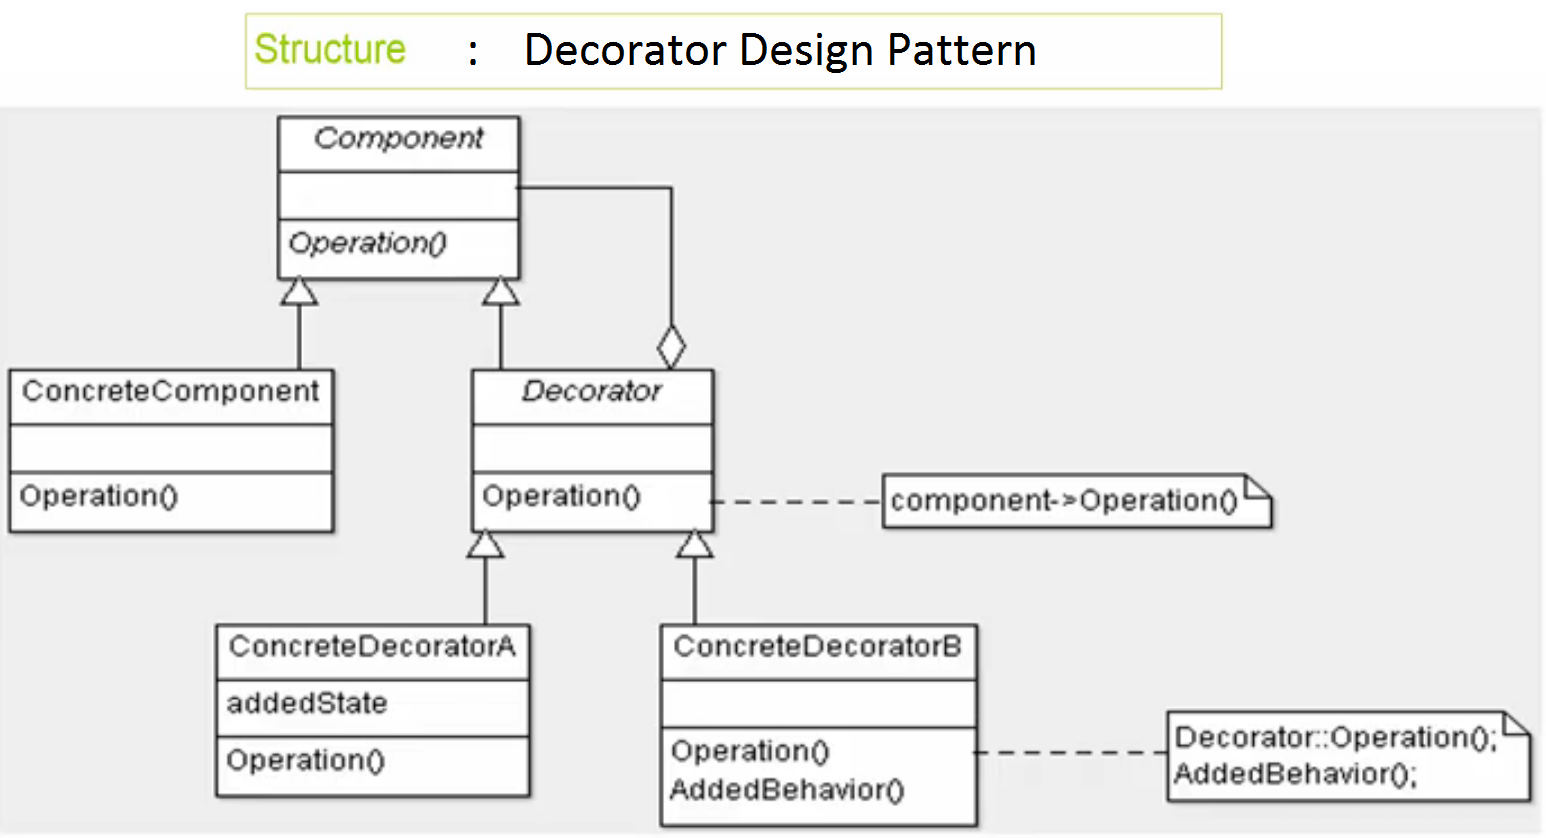 Structure : Decorator Design Pattern
Component
Operation()
ConcreteComponent
Operation()
Decorator
Operation()
component->Operation()
ConcreteDecoratorA
addedState
Operation()
ConcreteDecoratorB
Operation()
AddedBehavior()
Decorator::Operation();
AddedBehavior();